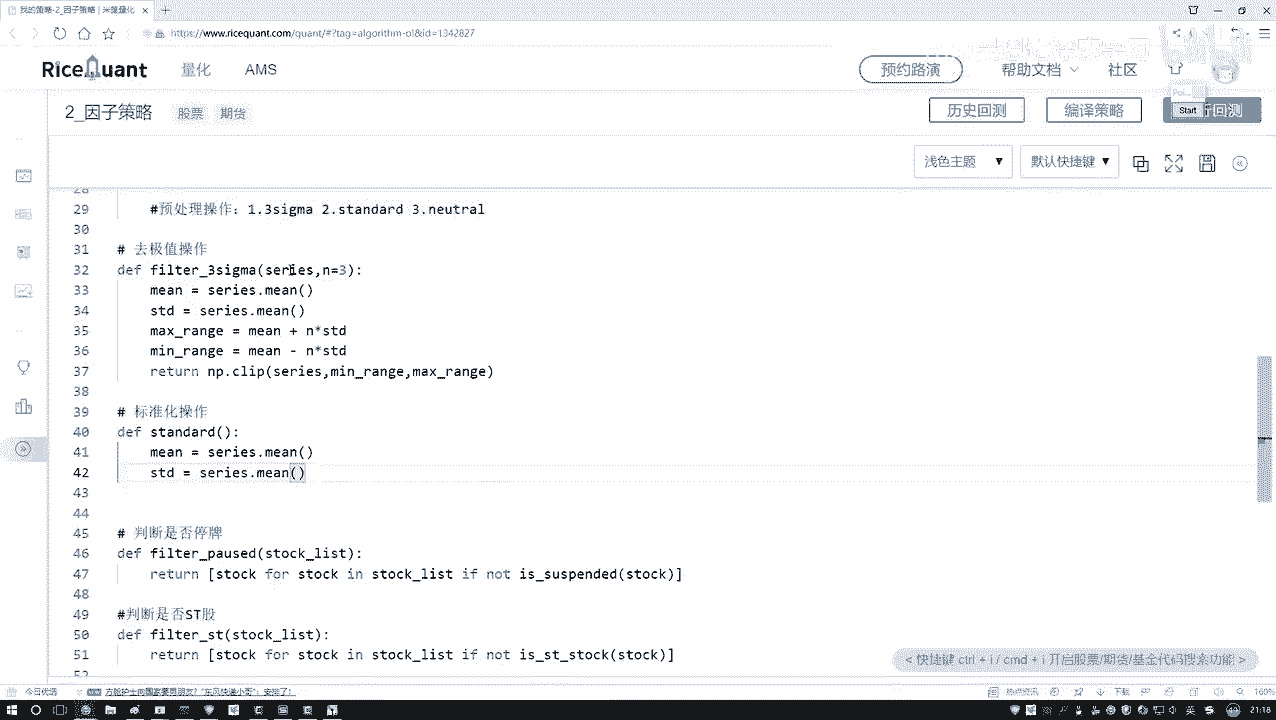 我的策略-2_因子策略 | 米筐量化
https://www.ricequant.com/quant/#?tag=algorithm-ol&id=1342827
RiceQuant 量化 AMS 预约路演 帮助文档 社区
2_因子策略 股票 期货 历史回测 编译策略 Start 回测
浅色主题 默认快捷键
28
29 #预处理操作：1.3sigma 2.standard 3.neutral
30
31 # 去极值操作
32 def filter_3sigma(series,n=3):
33 mean = series.mean()
34 std = series.mean()
35 max_range = mean + n*std
36 min_range = mean - n*std
37 return np.clip(series,min_range,max_range)
38
39 # 标准化操作
40 def standard():
41 mean = series.mean()
42 std = series.mean()
43
44
45 # 判断是否停牌
46 def filter_paused(stock_list):
47 return [stock for stock in stock_list if not is_suspended(stock)]
48
49 #判断是否ST股
50 def filter_st(stock_list):
51 return [stock for stock in stock_list if not is_st_stock(stock)]
52
< 快捷键 ctrl + i / cmd + i 开启股票/期货/基金代码搜索功能 >
今日优选 热点资讯 下载 160%
21:18